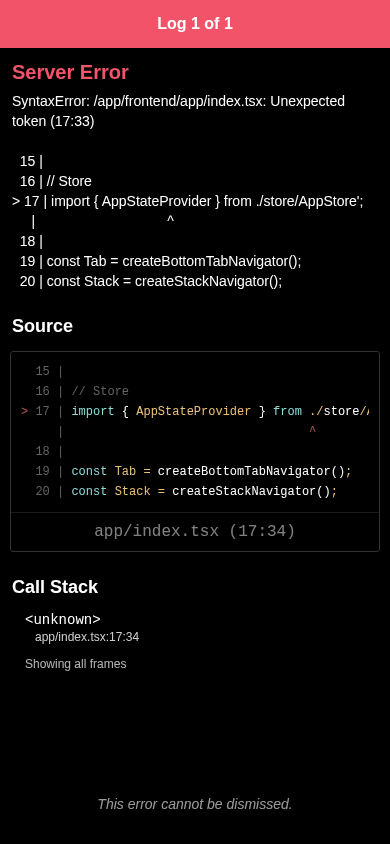 Log 1 of 1
Server Error
SyntaxError: /app/frontend/app/index.tsx: Unexpected
token (17:33)
15 |
16 | // Store
> 17 | import { AppStateProvider } from ./store/AppStore';
| ^
18 |
19 | const Tab = createBottomTabNavigator();
20 | const Stack = createStackNavigator();
Source
15 |
16 | // Store
> 17 | import { AppStateProvider } from ./store/A
| ^
18 |
19 | const Tab = createBottomTabNavigator();
20 | const Stack = createStackNavigator();
app/index.tsx (17:34)
Call Stack
<unknown>
app/index.tsx:17:34
Showing all frames
This error cannot be dismissed.